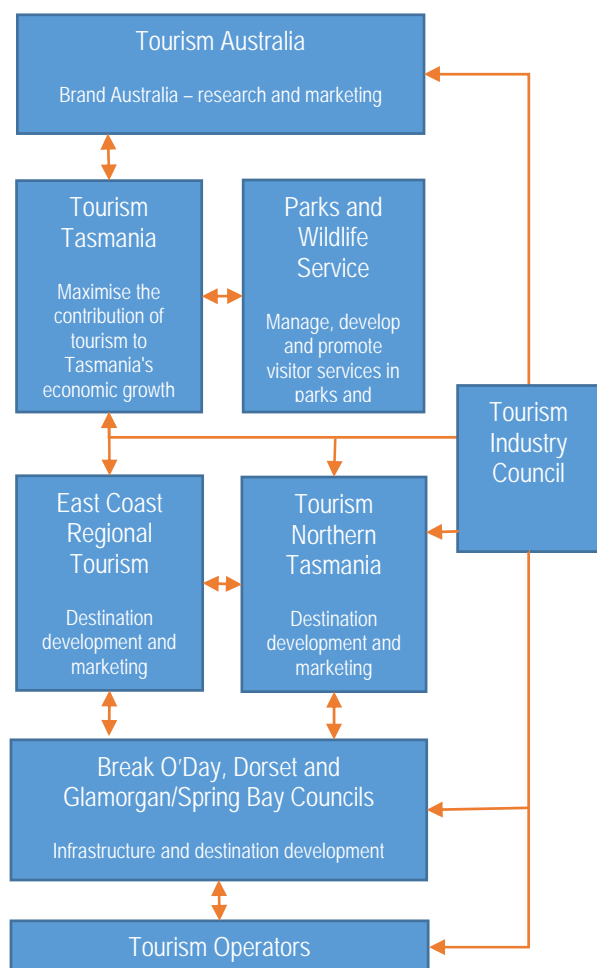 Tourism Australia
Brand Australia – research and marketing
Tourism
Tasmania
Maximise the
contribution of
tourism to
Tasmania's
economic growth
Parks and
Wildlife
Service
Manage, develop
and promote
visitor services in
parks and
Tourism
Industry
Council
East Coast
Regional
Tourism
Destination
development and
marketing
Tourism
Northern
Tasmania
Destination
development and
marketing
Break O’Day, Dorset and
Glamorgan/Spring Bay Councils
Infrastructure and destination development
Tourism Operators